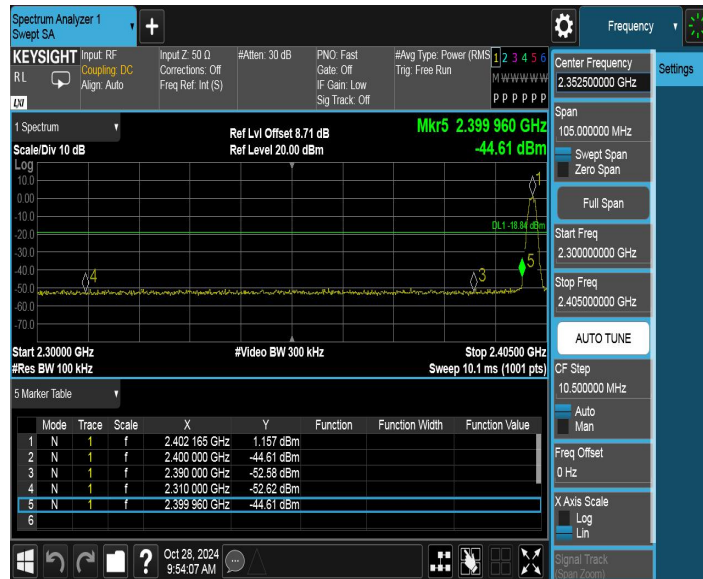 Spectrum Analyzer 1
Swept SA
Frequency
KEYSIGHT
RL
LXI
Input: RF
Coupling: DC
Align: Auto
Input Z: 50 Ω
Corrections: Off
Freq Ref: Int (S)
#Atten: 30 dB
PNO: Fast
Gate: Off
IF Gain: Low
Sig Track: Off
#Avg Type: Power (RMS
Trig: Free Run
1 2 3 4 5 6
M W W W W W
P P P P P P
1 Spectrum
Scale/Div 10 dB
Ref Lvl Offset 8.71 dB
Ref Level 20.00 dBm
Mkr5 2.399 960 GHz
-44.61 dBm
Log
10.0
0.00
-10.0
-20.0
-30.0
-40.0
-50.0
-60.0
-70.0
1
DL1 -18.84 dBm
5
3
4
Start 2.30000 GHz
#Res BW 100 kHz
#Video BW 300 kHz
Stop 2.40500 GHz
Sweep 10.1 ms (1001 pts)
5 Marker Table
Mode Trace Scale X Y Function Function Width Function Value
1 N 1 f 2.402 165 GHz 1.157 dBm
2 N 1 f 2.400 000 GHz -44.61 dBm
3 N 1 f 2.390 000 GHz -52.58 dBm
4 N 1 f 2.310 000 GHz -52.62 dBm
5 N 1 f 2.399 960 GHz -44.61 dBm
6
?
Oct 28, 2024
9:54:07 AM
Center Frequency
2.352500000 GHz
Settings
Span
105.000000 MHz
Swept Span
Zero Span
Full Span
Start Freq
2.300000000 GHz
Stop Freq
2.405000000 GHz
AUTO TUNE
CF Step
10.500000 MHz
Auto
Man
Freq Offset
0 Hz
X Axis Scale
Log
Lin
Signal Track
(Span Zoom)